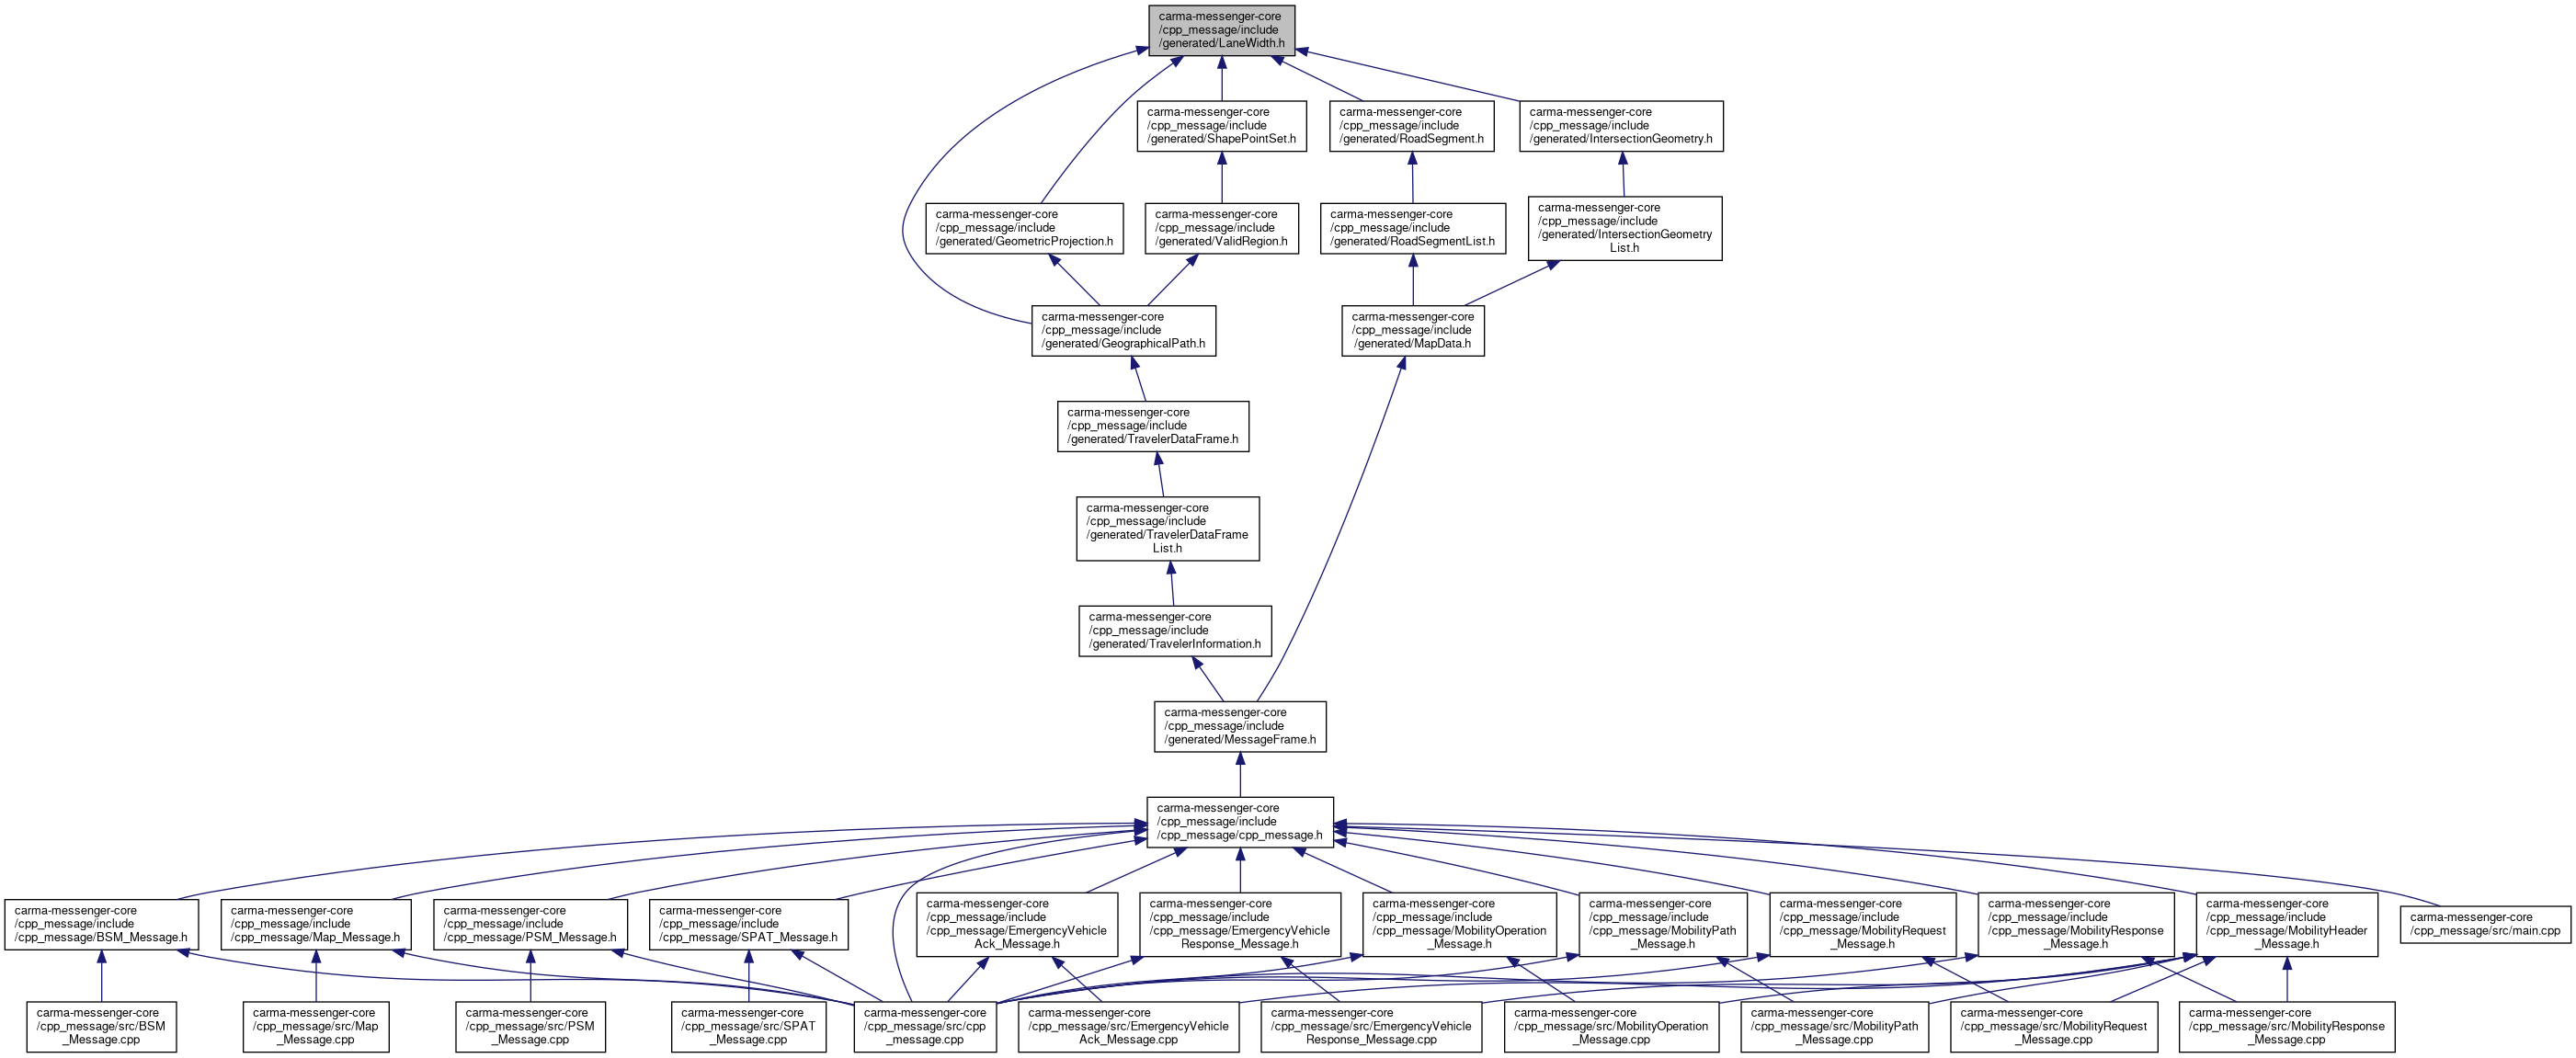 carma-messenger-core
/cpp_message/include
/generated/LaneWidth.h
carma-messenger-core
/cpp_message/include
/generated/ShapePointSet.h
carma-messenger-core
/cpp_message/include
/generated/RoadSegment.h
carma-messenger-core
/cpp_message/include
/generated/IntersectionGeometry.h
carma-messenger-core
/cpp_message/include
/generated/GeometricProjection.h
carma-messenger-core
/cpp_message/include
/generated/ValidRegion.h
carma-messenger-core
/cpp_message/include
/generated/RoadSegmentList.h
carma-messenger-core
/cpp_message/include
/generated/IntersectionGeometry
List.h
carma-messenger-core
/cpp_message/include
/generated/GeographicalPath.h
carma-messenger-core
/cpp_message/include
/generated/MapData.h
carma-messenger-core
/cpp_message/include
/generated/TravelerDataFrame.h
carma-messenger-core
/cpp_message/include
/generated/TravelerDataFrame
List.h
carma-messenger-core
/cpp_message/include
/generated/TravelerInformation.h
carma-messenger-core
/cpp_message/include
/generated/MessageFrame.h
carma-messenger-core
/cpp_message/include
/cpp_message/cpp_message.h
carma-messenger-core
/cpp_message/include
/cpp_message/BSM_Message.h
carma-messenger-core
/cpp_message/include
/cpp_message/Map_Message.h
carma-messenger-core
/cpp_message/include
/cpp_message/PSM_Message.h
carma-messenger-core
/cpp_message/include
/cpp_message/SPAT_Message.h
carma-messenger-core
/cpp_message/include
/cpp_message/EmergencyVehicle
Ack_Message.h
carma-messenger-core
/cpp_message/include
/cpp_message/EmergencyVehicle
Response_Message.h
carma-messenger-core
/cpp_message/include
/cpp_message/MobilityOperation
_Message.h
carma-messenger-core
/cpp_message/include
/cpp_message/MobilityPath
_Message.h
carma-messenger-core
/cpp_message/include
/cpp_message/MobilityRequest
_Message.h
carma-messenger-core
/cpp_message/include
/cpp_message/MobilityResponse
_Message.h
carma-messenger-core
/cpp_message/include
/cpp_message/MobilityHeader
_Message.h
carma-messenger-core
/cpp_message/src/main.cpp
carma-messenger-core
/cpp_message/src/BSM
_Message.cpp
carma-messenger-core
/cpp_message/src/Map
_Message.cpp
carma-messenger-core
/cpp_message/src/PSM
_Message.cpp
carma-messenger-core
/cpp_message/src/SPAT
_Message.cpp
carma-messenger-core
/cpp_message/src/cpp
_message.cpp
carma-messenger-core
/cpp_message/src/EmergencyVehicle
Ack_Message.cpp
carma-messenger-core
/cpp_message/src/EmergencyVehicle
Response_Message.cpp
carma-messenger-core
/cpp_message/src/MobilityOperation
_Message.cpp
carma-messenger-core
/cpp_message/src/MobilityPath
_Message.cpp
carma-messenger-core
/cpp_message/src/MobilityRequest
_Message.cpp
carma-messenger-core
/cpp_message/src/MobilityResponse
_Message.cpp